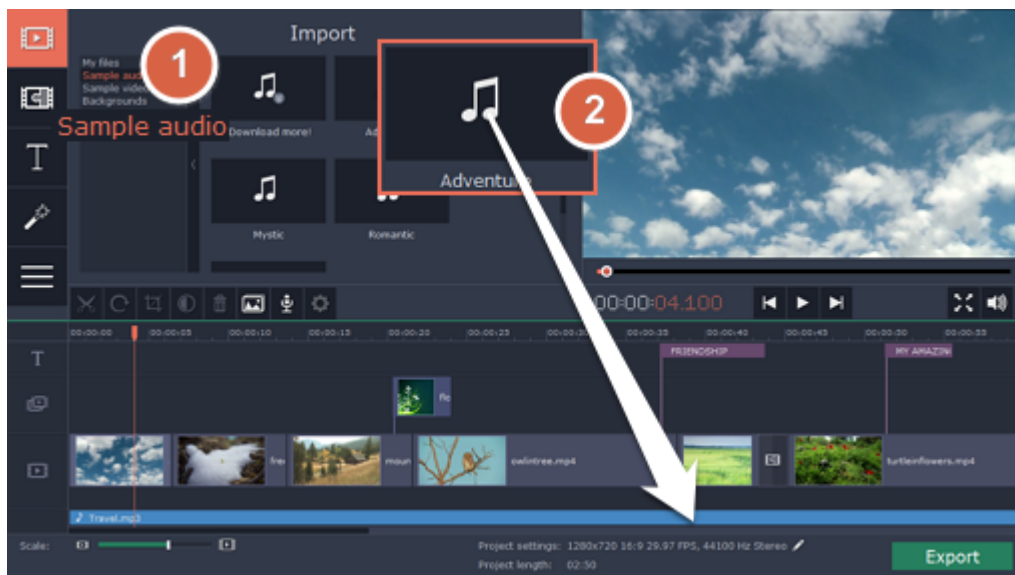 Import
My files
Sample video
Backgrounds
1
2
Sample audio
Download more!
Adventure
Mystic
Romantic
00:00:04.100
00:00:00 00:00:05 00:00:10 00:00:15 00:00:20 00:00:25 00:00:35 00:00:40 00:00:45 00:00:50 00:00:55
T
FRIENDSHIP
MY AMAZIN
flo
fre
moun
owlintree.mp4
turtleinflowers.mp4
Travel.mp3
Scale:
Project settings: 1280x720 16:9 29.97 FPS, 44100 Hz Stereo
Project length: 02:50
Export